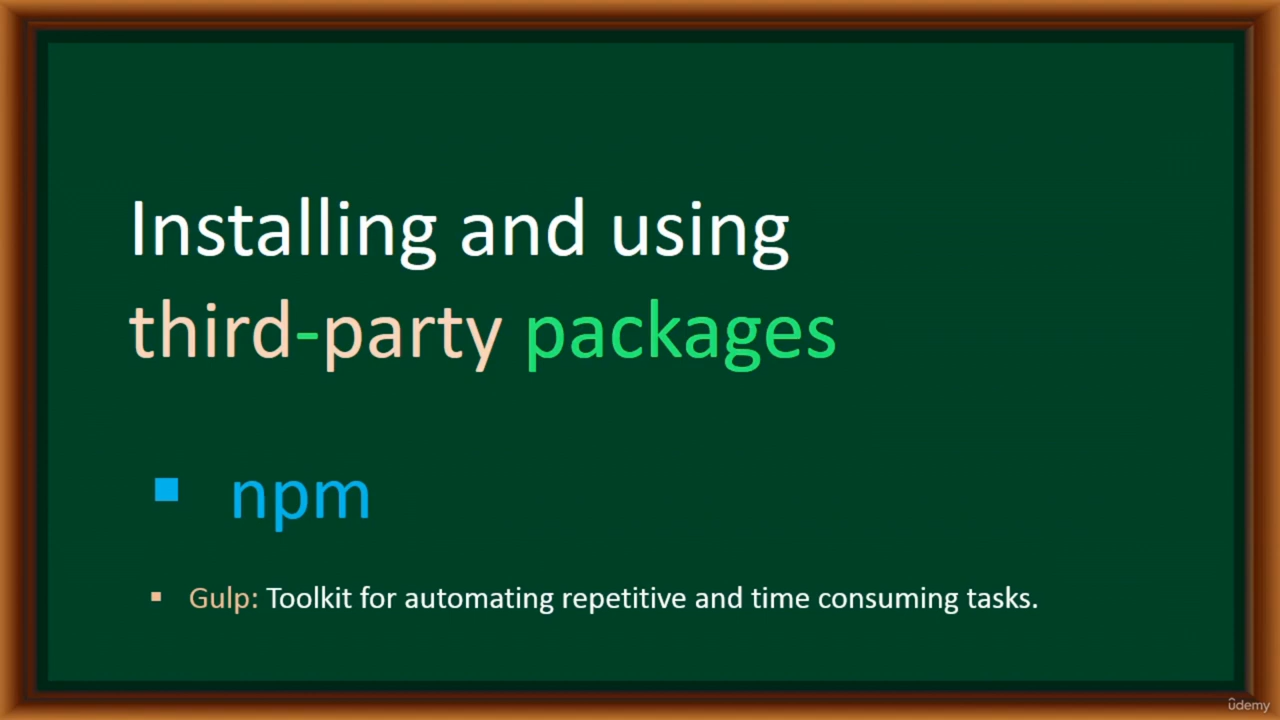 Installing and using
third-party packages
▪ npm
▪ Gulp: Toolkit for automating repetitive and time consuming tasks.
ûdemy